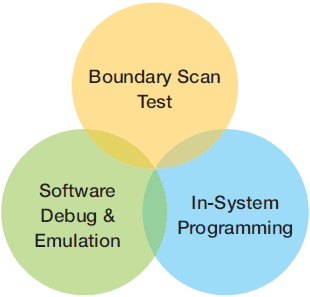 Boundary Scan
Test
Software
Debug &
Emulation
In-System
Programming